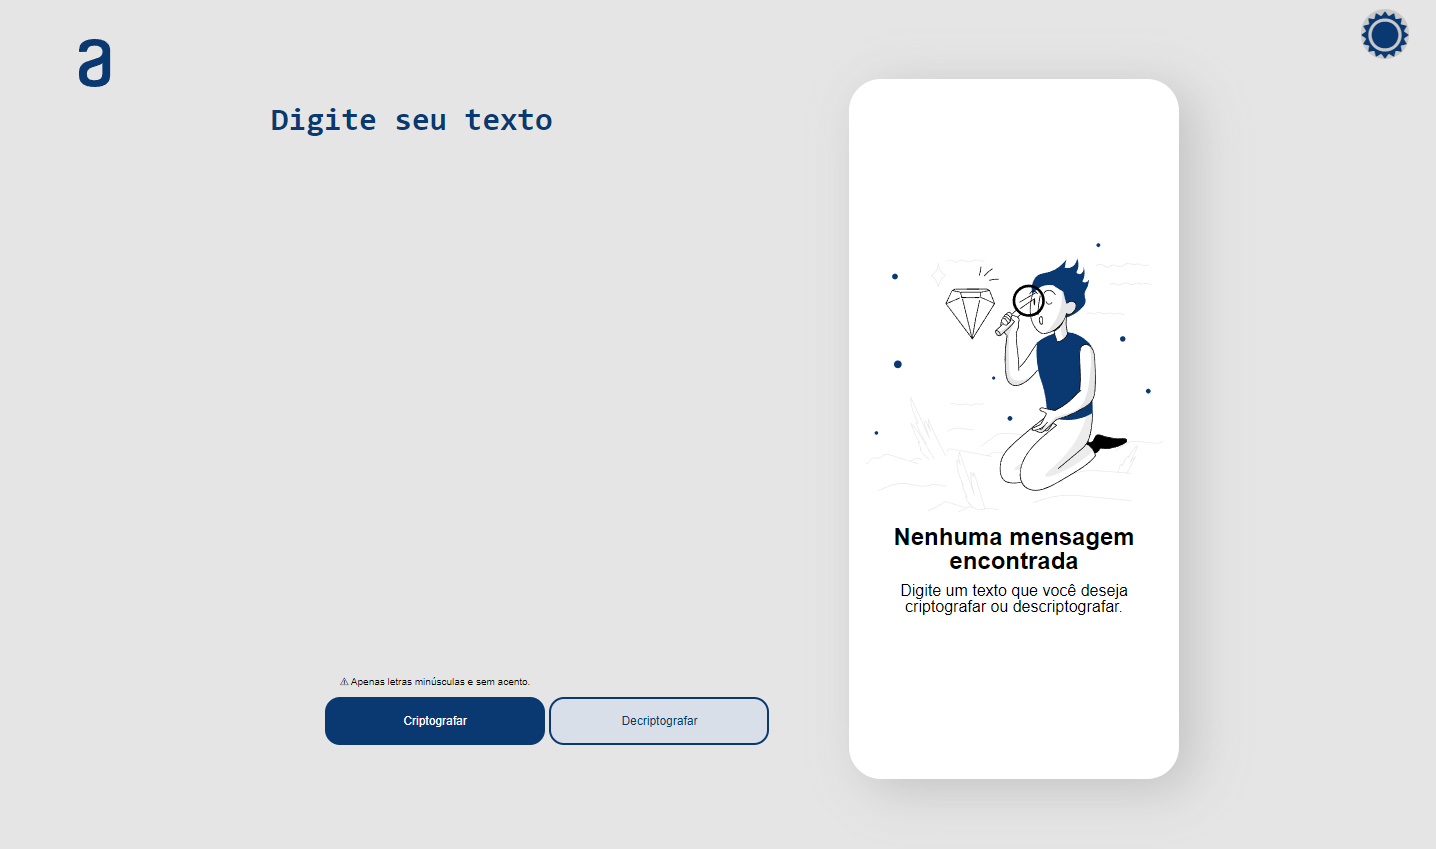 a
Digite seu texto
Nenhuma mensagem
encontrada
Digite um texto que você deseja
criptografar ou descriptografar.
⚠ Apenas letras minúsculas e sem acento.
Criptografar
Decriptografar